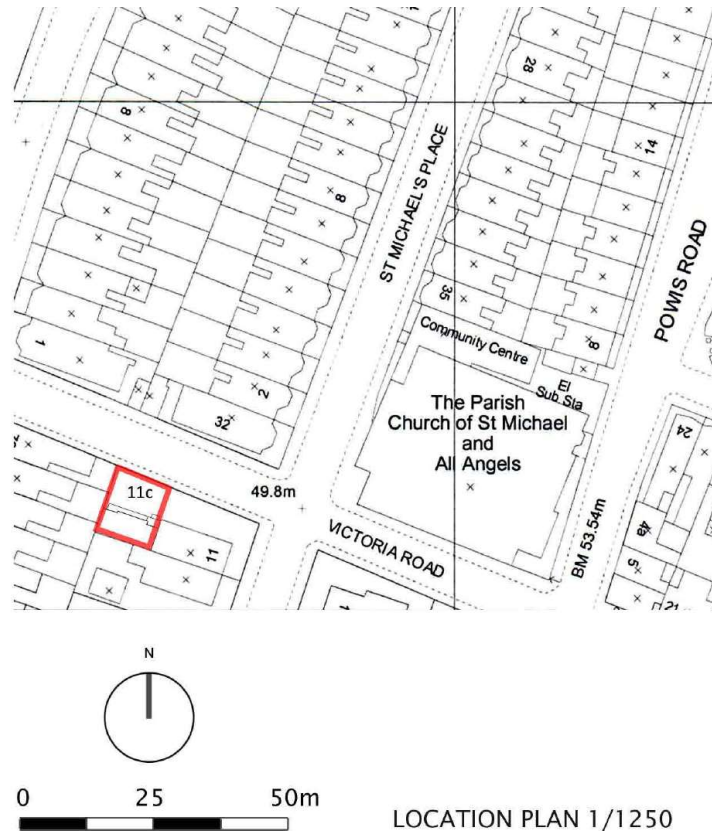 28
8
14
8
ST MICHAEL'S PLACE
POWIS ROAD
35
Community Centre
8
1
2
El
Sub Sta
32
The Parish
Church of St Michael
and
All Angels
24
11c
49.8m
VICTORIA ROAD
BM 53.54m
4a
11
5
21
N
0 25 50m
LOCATION PLAN 1/1250